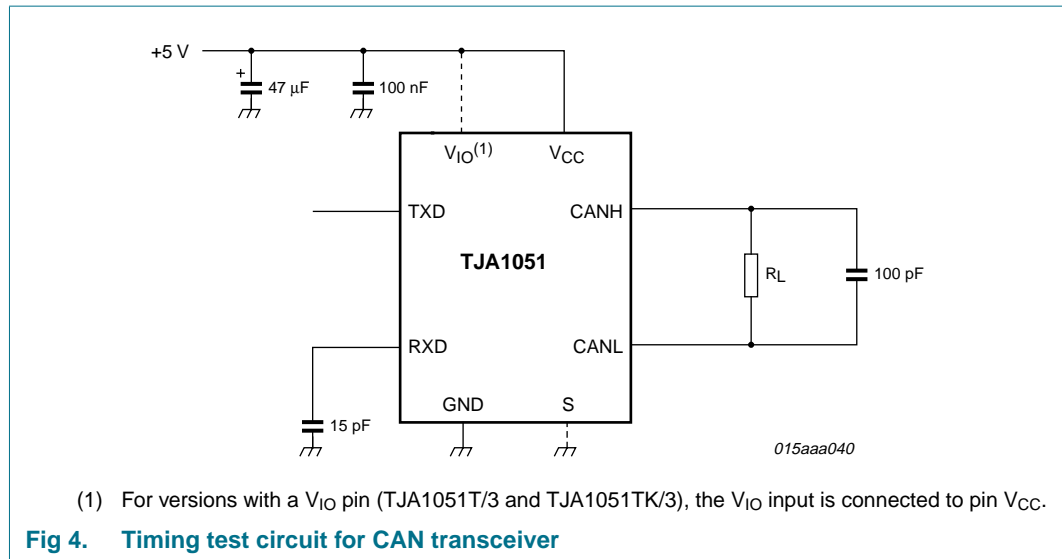 +5 V
+
47 μF
100 nF
VIO(1)
VCC
TXD
CANH
TJA1051
RL
100 pF
RXD
CANL
GND
S
15 pF
015aaa040
(1) For versions with a VIO pin (TJA1051T/3 and TJA1051TK/3), the VIO input is connected to pin VCC.
Fig 4. Timing test circuit for CAN transceiver